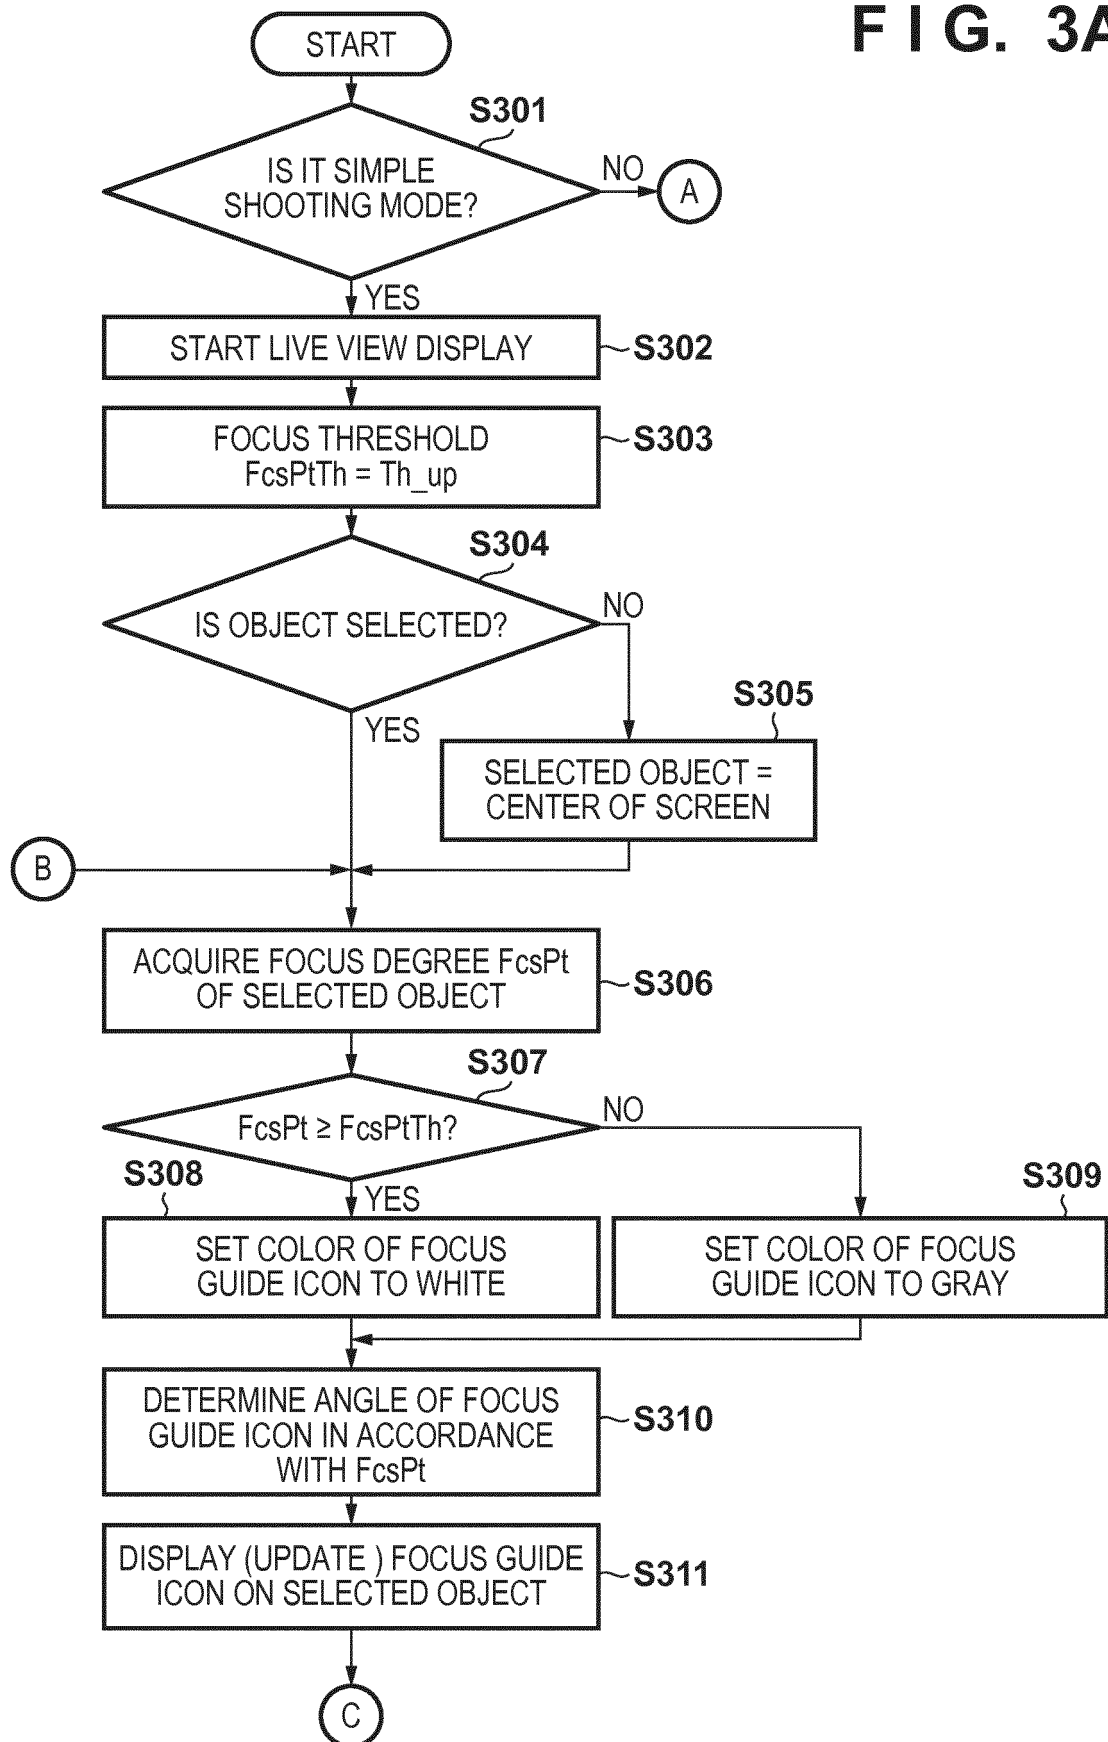 FIG. 3A
START
S301
IS IT SIMPLE
SHOOTING MODE?
NO
A
YES
START LIVE VIEW DISPLAY
S302
FOCUS THRESHOLD
FcsPtTh = Th_up
S303
S304
IS OBJECT SELECTED?
NO
YES
S305
SELECTED OBJECT =
CENTER OF SCREEN
B
ACQUIRE FOCUS DEGREE FcsPt
OF SELECTED OBJECT
S306
S307
FcsPt ≥ FcsPtTh?
NO
YES
S308
SET COLOR OF FOCUS
GUIDE ICON TO WHITE
S309
SET COLOR OF FOCUS
GUIDE ICON TO GRAY
DETERMINE ANGLE OF FOCUS
GUIDE ICON IN ACCORDANCE
WITH FcsPt
S310
DISPLAY (UPDATE ) FOCUS GUIDE
ICON ON SELECTED OBJECT
S311
C